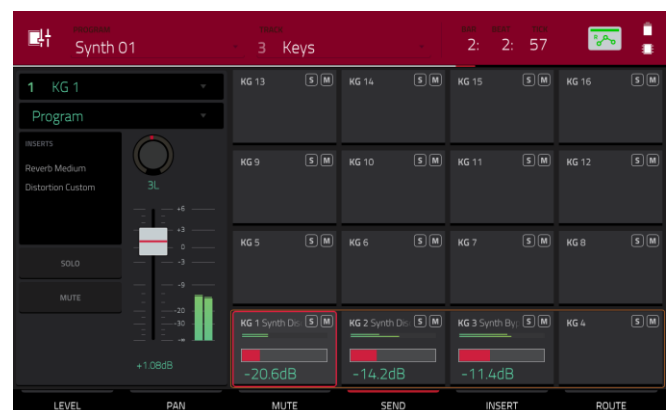 PROGRAM
Synth 01
TRACK
3 Keys
BAR BEAT TICK
2: 2: 57
1 KG 1
Program
INSERTS
Reverb Medium
Distortion Custom
3L
+6
+3
0
-3
-9
-20
-30
SOLO
MUTE
+1.08dB
KG 13 S M
KG 14 S M
KG 15 S M
KG 16 S M
KG 9 S M
KG 10 S M
KG 11 S M
KG 12 S M
KG 5 S M
KG 6 S M
KG 7 S M
KG 8 S M
KG 1 Synth Dis S M
KG 2 Synth Dis S M
KG 3 Synth Byp S M
KG 4 S M
-20.6dB
-14.2dB
-11.4dB
LEVEL
PAN
MUTE
SEND
INSERT
ROUTE